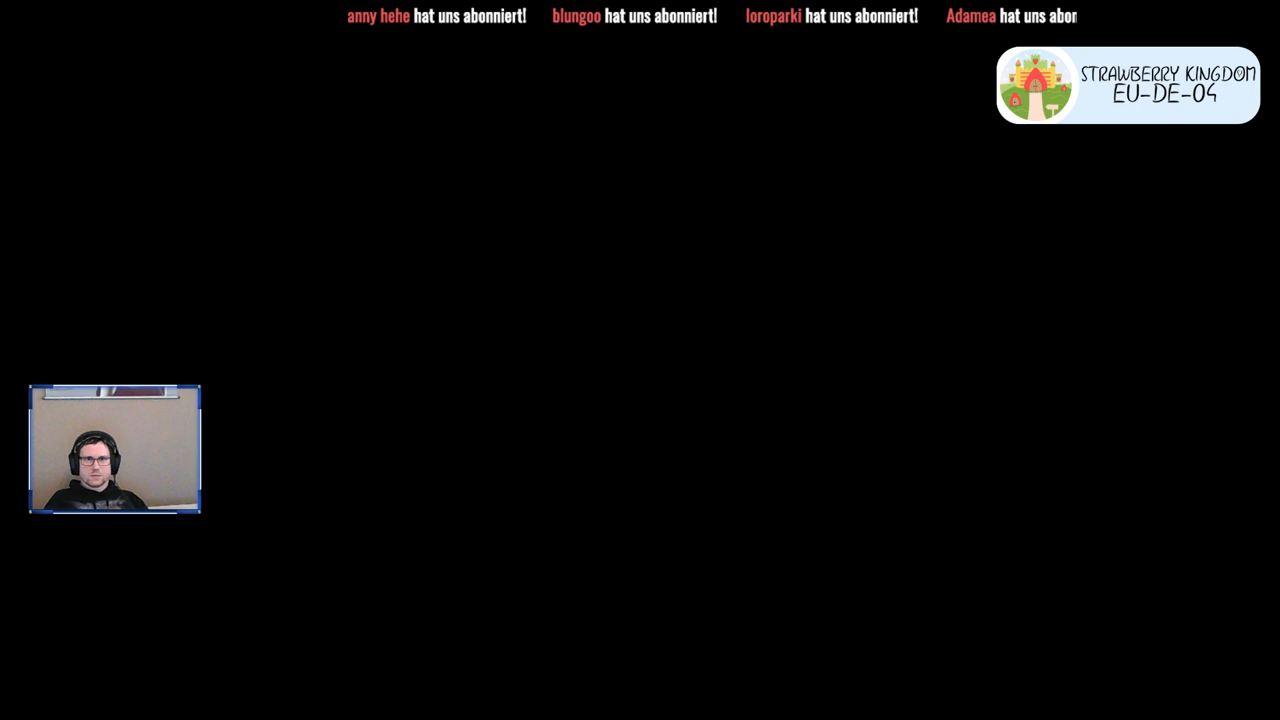 anny hehe hat uns abonniert! blungoo hat uns abonniert! loroparki hat uns abonniert! Adamea hat uns abon
STRAWBERRY KINGDOM
EU-DE-04